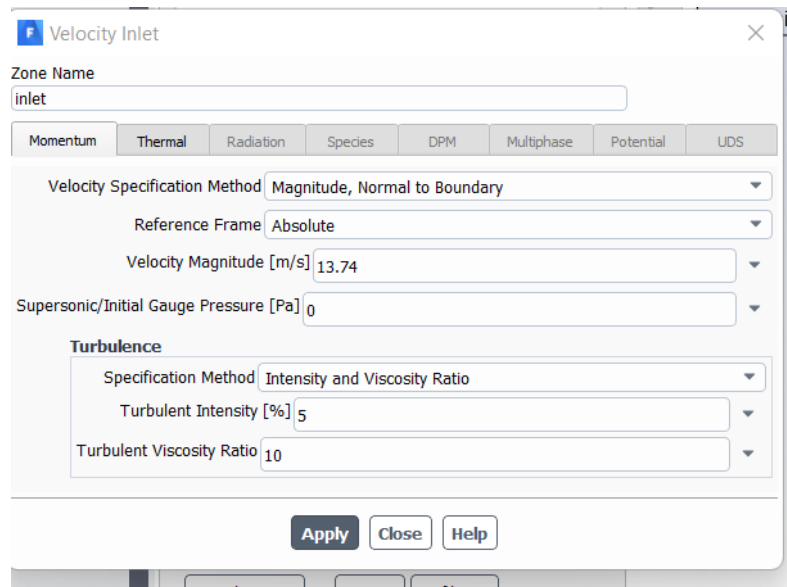 F Velocity Inlet
Zone Name
inlet
Momentum Thermal Radiation Species DPM Multiphase Potential UDS
Velocity Specification Method Magnitude, Normal to Boundary
Reference Frame Absolute
Velocity Magnitude [m/s] 13.74
Supersonic/Initial Gauge Pressure [Pa] 0
Turbulence
Specification Method Intensity and Viscosity Ratio
Turbulent Intensity [%] 5
Turbulent Viscosity Ratio 10
Apply Close Help